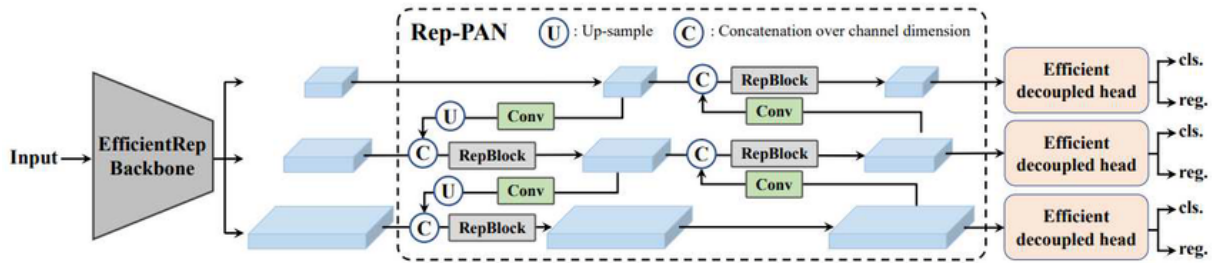 Rep-PAN
U : Up-sample
C : Concatenation over channel dimension
C
RepBlock
Efficient
decoupled head
cls.
reg.
U
Conv
Conv
Input
EfficientRep
Backbone
C
RepBlock
C
RepBlock
Efficient
decoupled head
cls.
reg.
U
Conv
Conv
C
RepBlock
Efficient
decoupled head
cls.
reg.